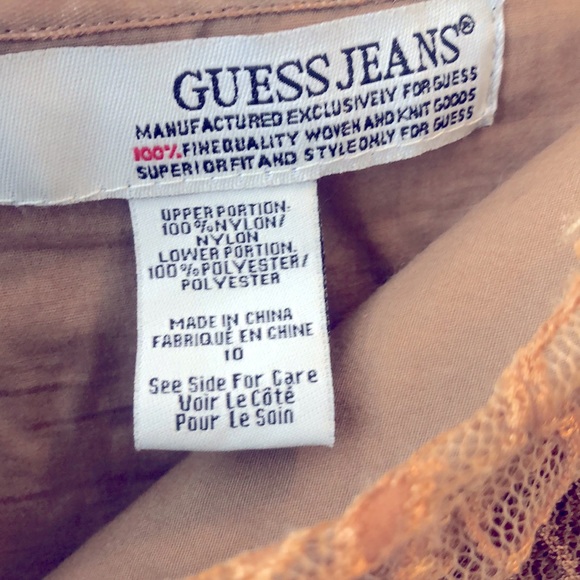 GUESS JEANS®
MANUFACTURED EXCLUSIVELY FOR GUESS
100% FINEQUALITY WOVEN AND KNIT GOODS
SUPERIOR FIT AND STYLE ONLY FOR GUESS
UPPER PORTION:
100%NYLON/
NYLON
LOWER PORTION:
100%POLYESTER/
POLYESTER
MADE IN CHINA
FABRIQUÉ EN CHINE
10
See Side For Care
Voir Le Côté
Pour Le Soin